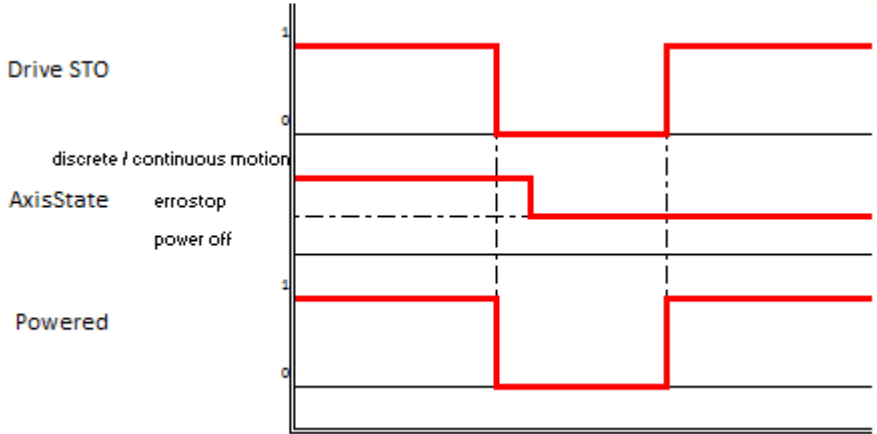 1
Drive STO
0
discrete / continuous motion
AxisState errostop
power off
1
Powered
0